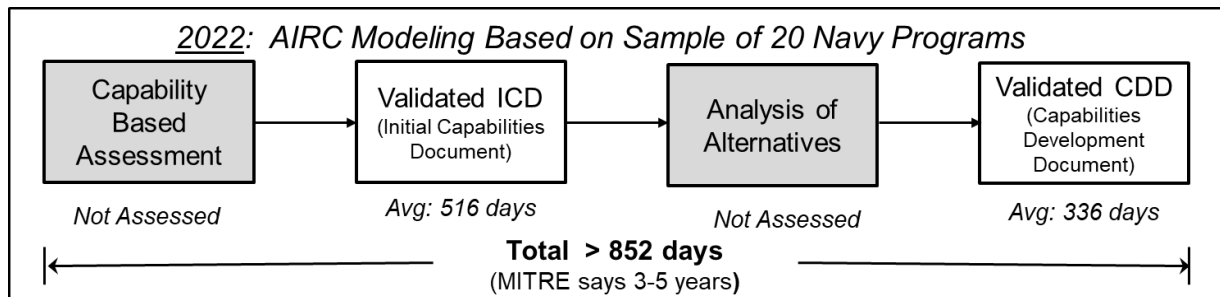 2022: AIRC Modeling Based on Sample of 20 Navy Programs
Capability
Based
Assessment
Validated ICD
(Initial Capabilities
Document)
Analysis of
Alternatives
Validated CDD
(Capabilities
Development
Document)
Not Assessed
Avg: 516 days
Not Assessed
Avg: 336 days
Total > 852 days
(MITRE says 3-5 years)